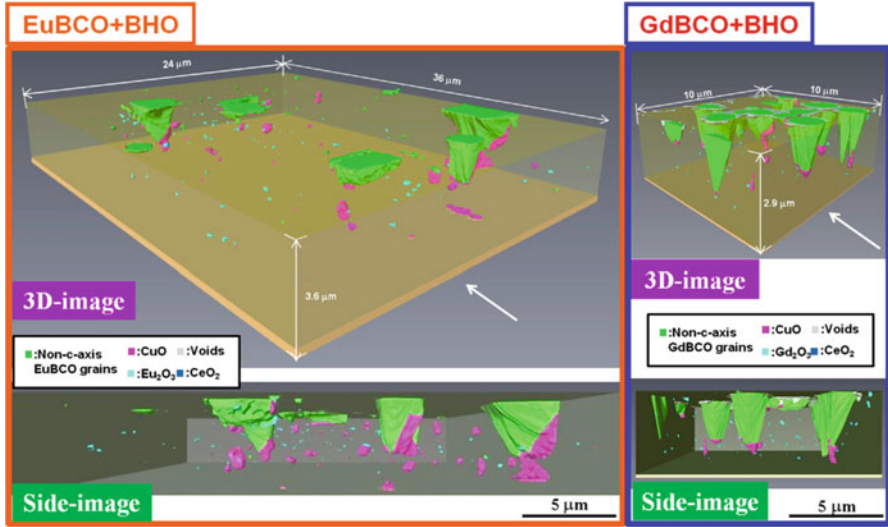 EuBCO+BHO
24 μm
36 μm
3.6 μm
3D-image
:Non-c-axis
EuBCO grains
:CuO
:Voids
:Eu₂O₃
:CeO₂
Side-image
5 μm
GdBCO+BHO
10 μm
10 μm
2.9 μm
3D-image
:Non-c-axis
GdBCO grains
:CuO
:Voids
:Gd₂O₃
:CeO₂
Side-image
5 μm